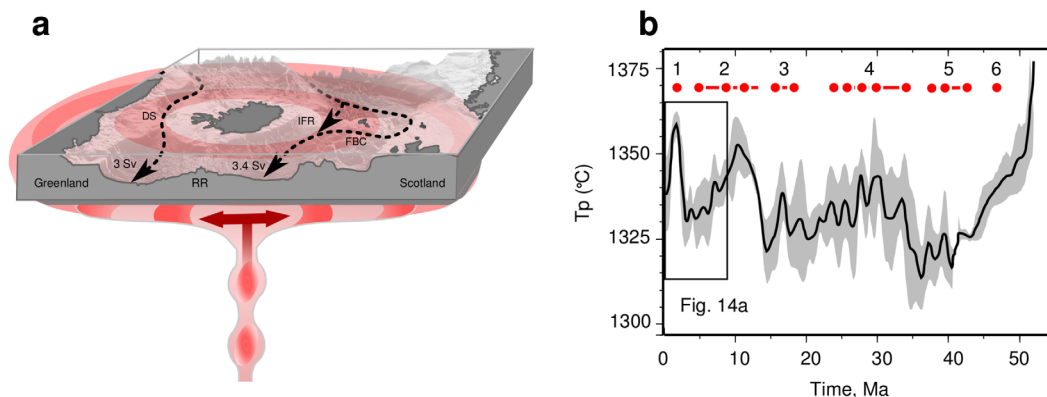 a
DS
IFR
FBC
3 Sv
3.4 Sv
Greenland
RR
Scotland
b
1 2 3 4 5 6
1375
1350
1325
1300
Tp (°C)
Fig. 14a
0 10 20 30 40 50
Time, Ma